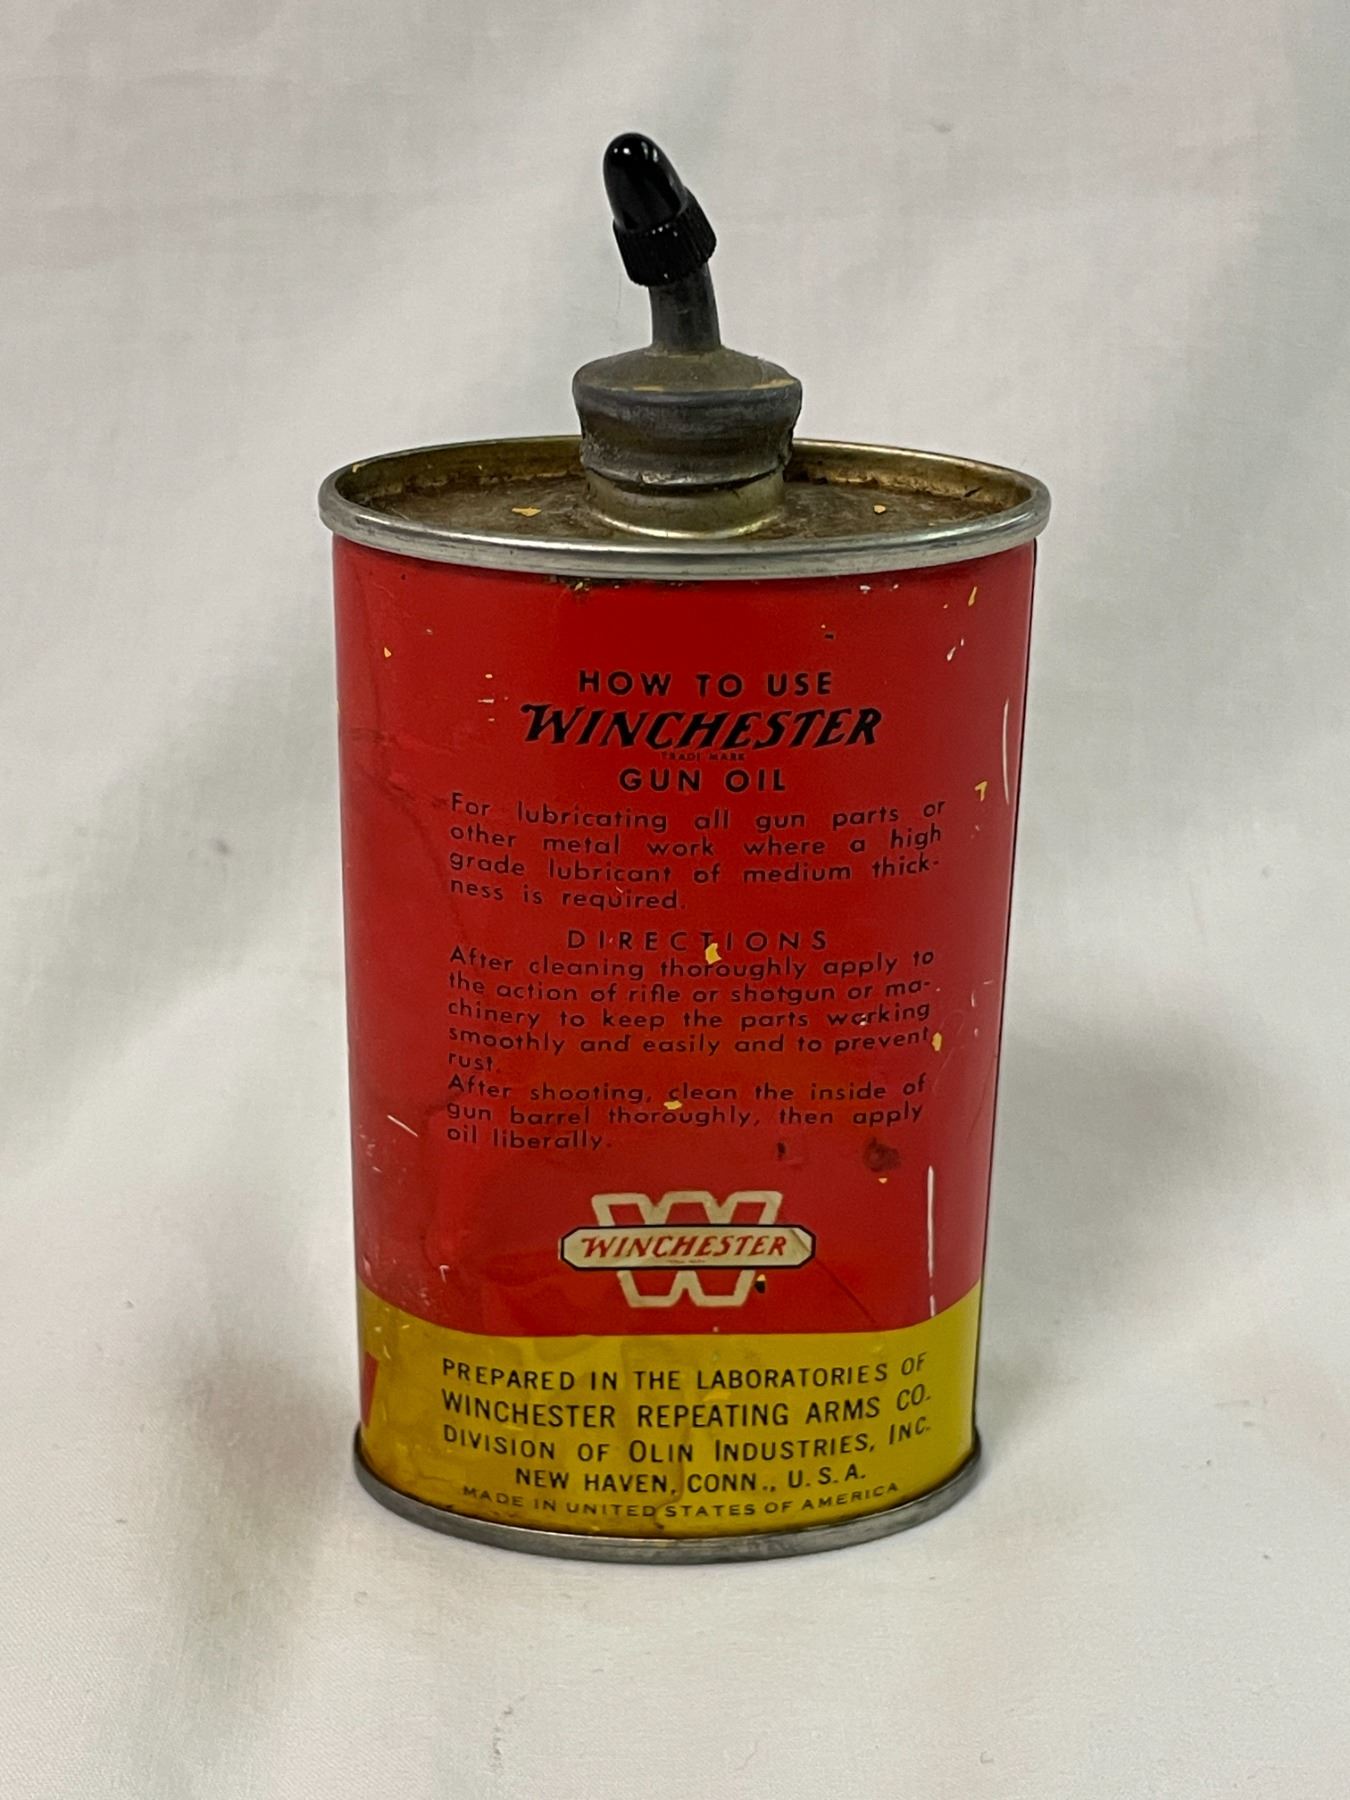 HOW TO USE
WINCHESTER
TRADE MARK
GUN OIL
For lubricating all gun parts or
other metal work where a high
grade lubricant of medium thick-
ness is required.
DIRECTIONS
After cleaning thoroughly apply to
the action of rifle or shotgun or ma-
chinery to keep the parts working
smoothly and easily and to prevent
rust.
After shooting, clean the inside of
gun barrel thoroughly, then apply
oil liberally.
W
WINCHESTER
PREPARED IN THE LABORATORIES OF
WINCHESTER REPEATING ARMS CO.
DIVISION OF OLIN INDUSTRIES, INC.
NEW HAVEN, CONN., U.S.A.
MADE IN UNITED STATES OF AMERICA